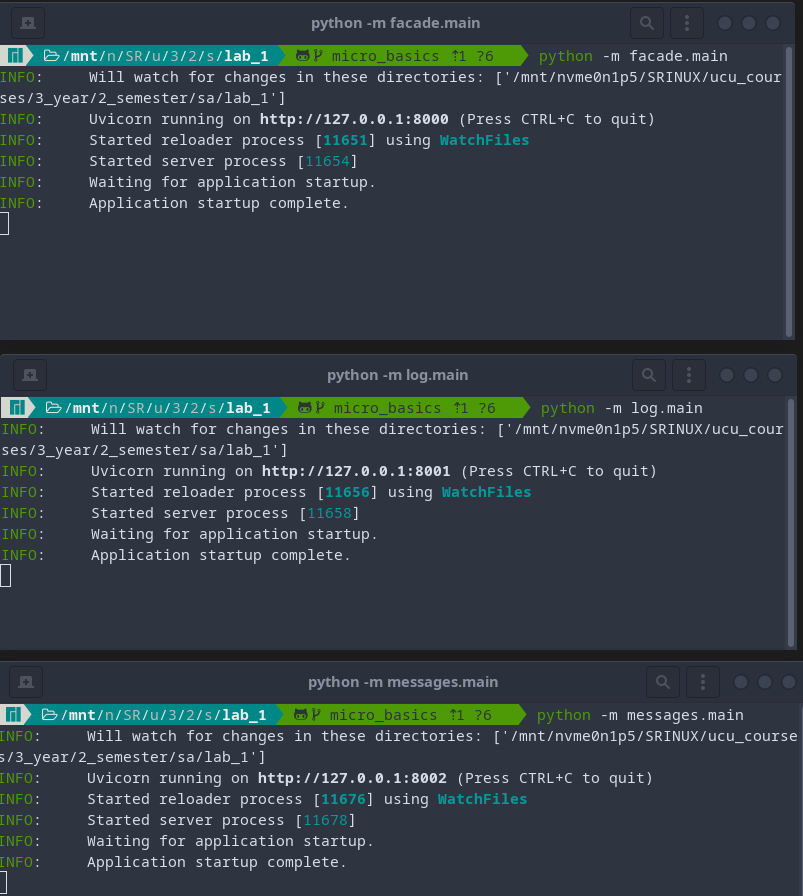 python -m facade.main
/mnt/n/SR/u/3/2/s/lab_1 micro_basics ⇡1 ?6 python -m facade.main
INFO:     Will watch for changes in these directories: ['/mnt/nvme0n1p5/SRINUX/ucu_cour
ses/3_year/2_semester/sa/lab_1']
INFO:     Uvicorn running on http://127.0.0.1:8000 (Press CTRL+C to quit)
INFO:     Started reloader process [11651] using WatchFiles
INFO:     Started server process [11654]
INFO:     Waiting for application startup.
INFO:     Application startup complete.
python -m log.main
/mnt/n/SR/u/3/2/s/lab_1 micro_basics ⇡1 ?6 python -m log.main
INFO:     Will watch for changes in these directories: ['/mnt/nvme0n1p5/SRINUX/ucu_cour
ses/3_year/2_semester/sa/lab_1']
INFO:     Uvicorn running on http://127.0.0.1:8001 (Press CTRL+C to quit)
INFO:     Started reloader process [11656] using WatchFiles
INFO:     Started server process [11658]
INFO:     Waiting for application startup.
INFO:     Application startup complete.
python -m messages.main
/mnt/n/SR/u/3/2/s/lab_1 micro_basics ⇡1 ?6 python -m messages.main
INFO:     Will watch for changes in these directories: ['/mnt/nvme0n1p5/SRINUX/ucu_course
s/3_year/2_semester/sa/lab_1']
INFO:     Uvicorn running on http://127.0.0.1:8002 (Press CTRL+C to quit)
INFO:     Started reloader process [11676] using WatchFiles
INFO:     Started server process [11678]
INFO:     Waiting for application startup.
INFO:     Application startup complete.